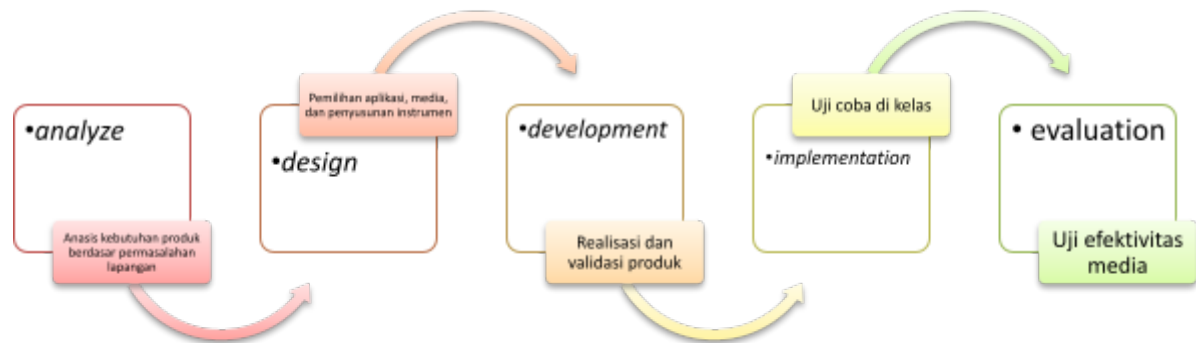 •analyze
Anasis kebutuhan produk
berdasar permasalahan
lapangan
Pemilihan aplikasi, media,
dan penyusunan instrumen
•design
•development
Realisasi dan
validasi produk
Uji coba di kelas
•implementation
• evaluation
Uji efektivitas
media